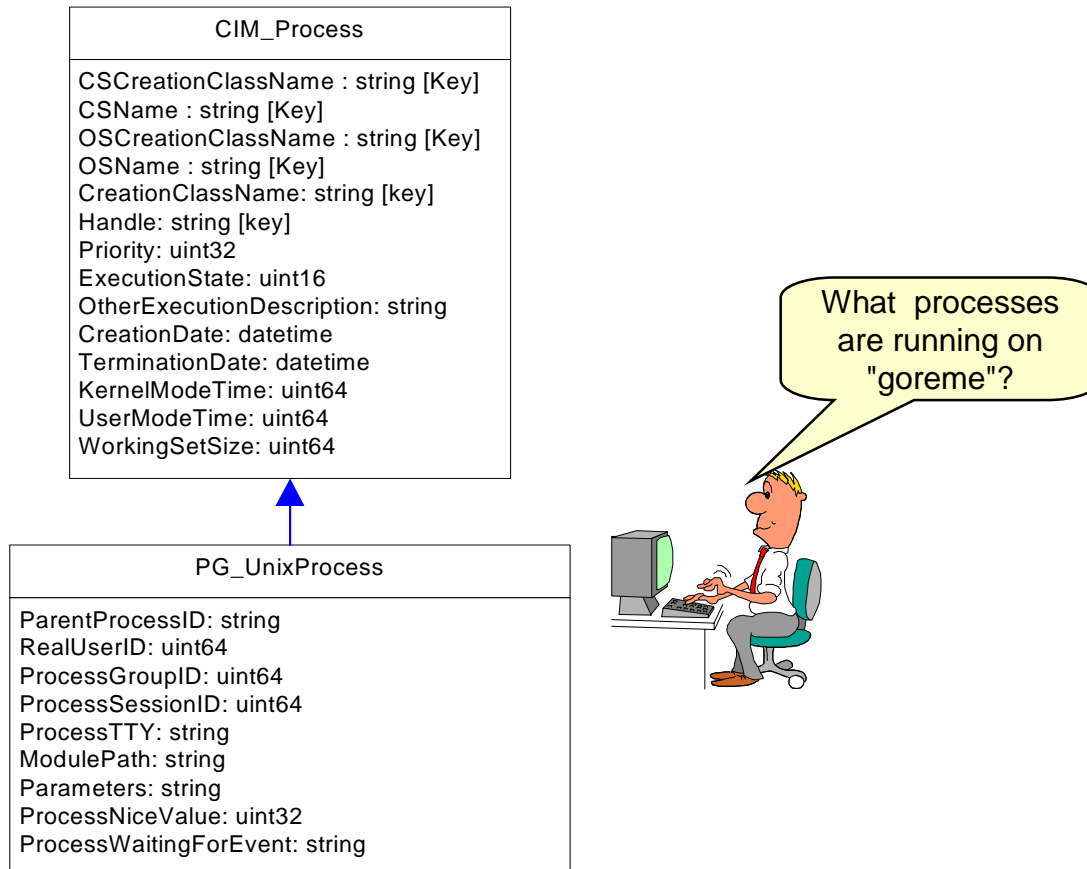 CIM_Process
CSCreationClassName : string [Key]
CSName : string [Key]
OSCreationClassName : string [Key]
OSName : string [Key]
CreationClassName: string [key]
Handle: string [key]
Priority: uint32
ExecutionState: uint16
OtherExecutionDescription: string
CreationDate: datetime
TerminationDate: datetime
KernelModeTime: uint64
UserModeTime: uint64
WorkingSetSize: uint64
PG_UnixProcess
ParentProcessID: string
RealUserID: uint64
ProcessGroupID: uint64
ProcessSessionID: uint64
ProcessTTY: string
ModulePath: string
Parameters: string
ProcessNiceValue: uint32
ProcessWaitingForEvent: string
What processes
are running on
"goreme"?